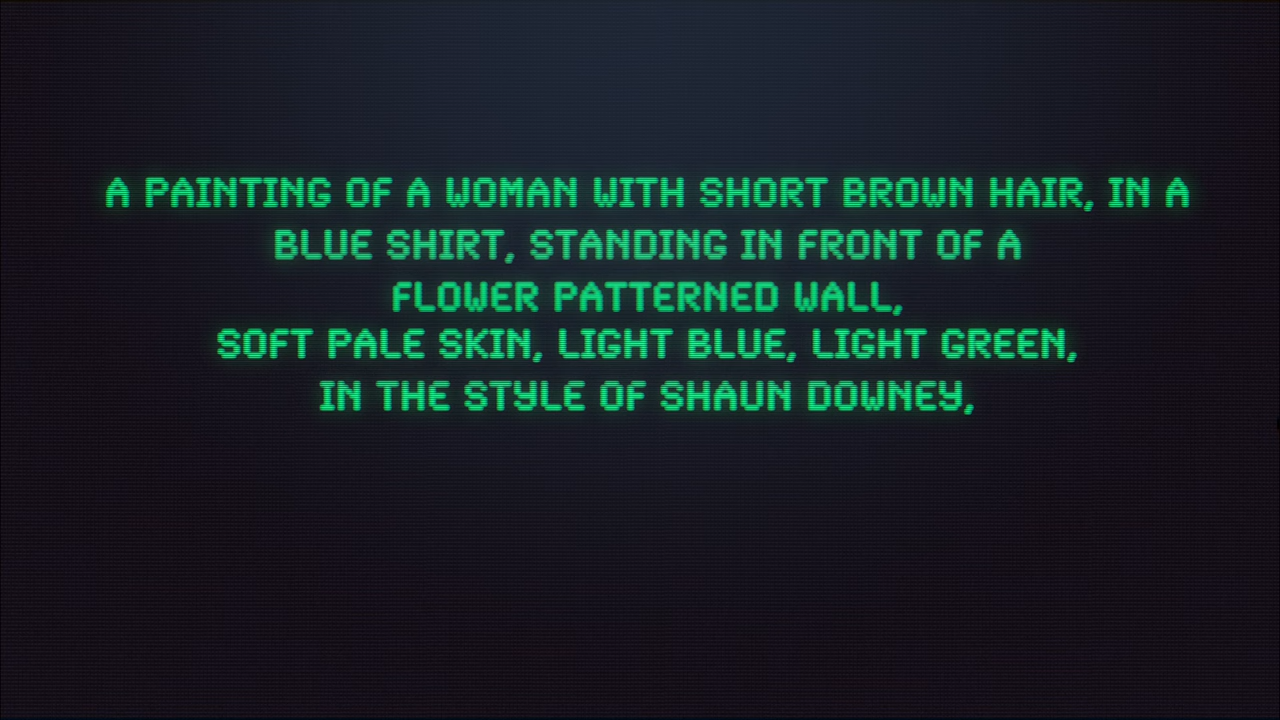 A PAINTING OF A WOMAN WITH SHORT BROWN HAIR, IN A
BLUE SHIRT, STANDING IN FRONT OF A
FLOWER PATTERNED WALL,
SOFT PALE SKIN, LIGHT BLUE, LIGHT GREEN,
IN THE STYLE OF SHAUN DOWNEY,